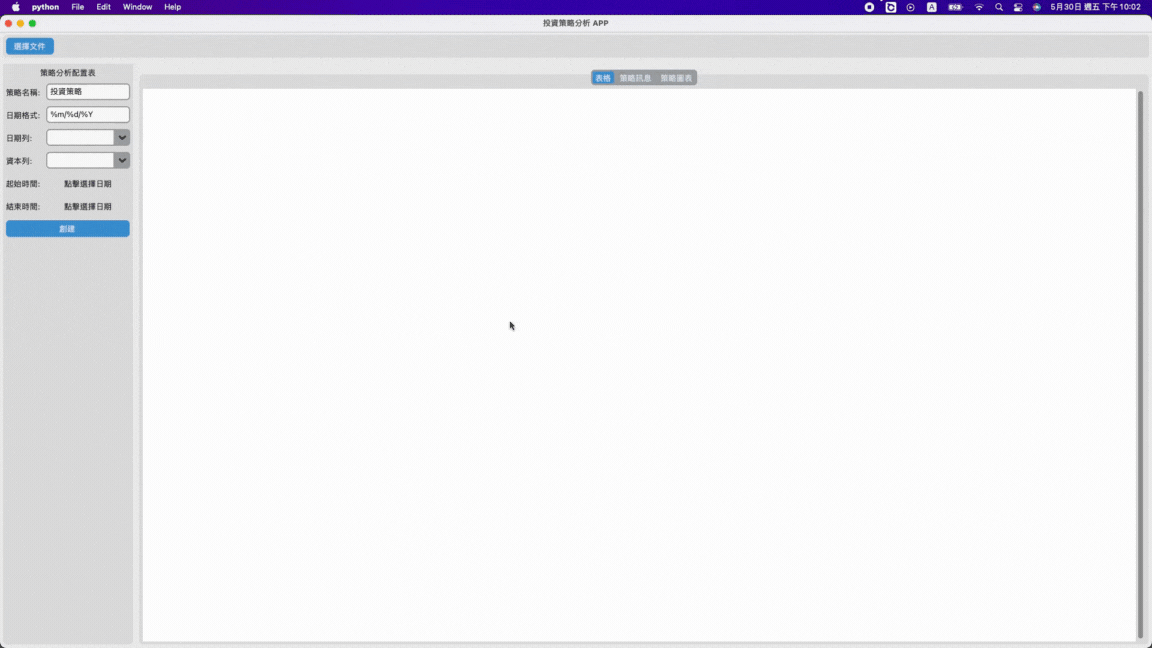 python File Edit Window Help A 5月30日 週五 下午10:02
投資策略分析 APP
選擇文件
策略分析配置表
表格 策略訊息 策略圖表
策略名稱: 投資策略
日期格式: %m/%d/%Y
日期列:
資本列:
起始時間: 點擊選擇日期
結束時間: 點擊選擇日期
創建